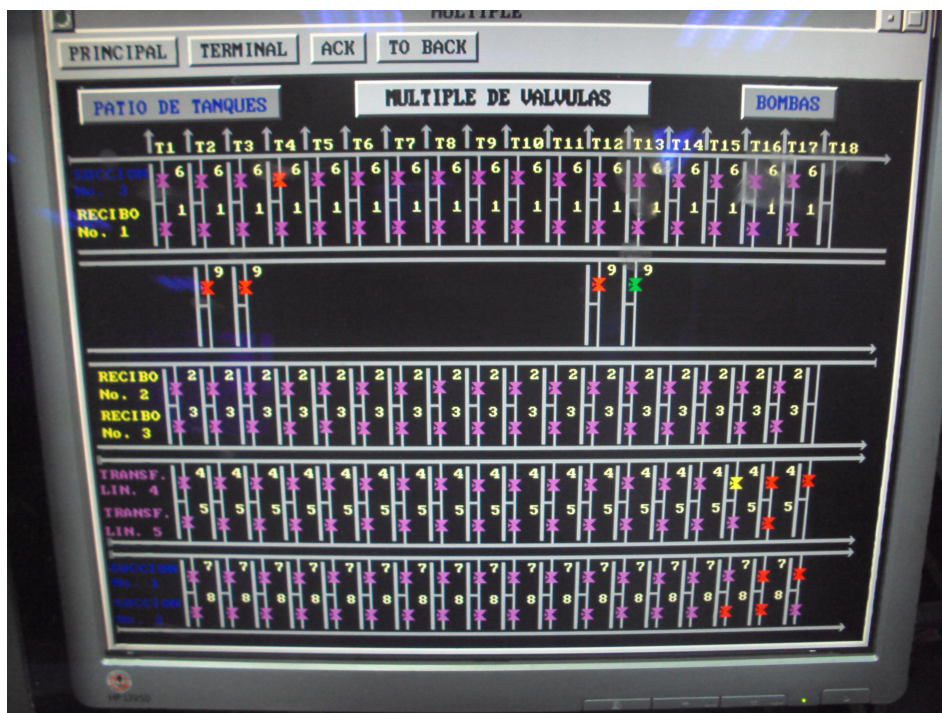 MULTIPLE
PRINCIPAL TERMINAL ACK TO BACK
PATIO DE TANQUES MULTIPLE DE VALVULAS BOMBAS
T1 T2 T3 T4 T5 T6 T7 T8 T9 T10 T11 T12 T13 T14 T15 T16 T17 T18
SUCCION 6 6 6 6 6 6 6 6 6 6 6 6 6 6 6 6 6
No. 3
RECIBO 1 1 1 1 1 1 1 1 1 1 1 1 1 1 1 1 1
No. 1
9 9 9 9
RECIBO 2 2 2 2 2 2 2 2 2 2 2 2 2 2 2 2 2
No. 2
RECIBO 3 3 3 3 3 3 3 3 3 3 3 3 3 3 3 3 3
No. 3
TRANSF. 4 4 4 4 4 4 4 4 4 4 4 4 4 4 4 4 4
LIN. 4
TRANSF. 5 5 5 5 5 5 5 5 5 5 5 5 5 5 5 5 5
LIN. 5
SUCCION 7 7 7 7 7 7 7 7 7 7 7 7 7 7 7 7 7
No. 1
SUCCION 8 8 8 8 8 8 8 8 8 8 8 8 8 8 8 8 8
No. 2